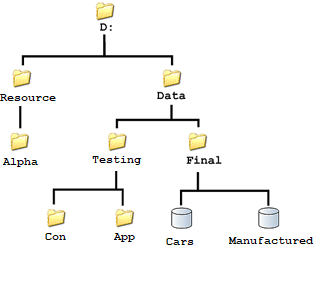 D:
Resource
Data
Alpha
Testing
Final
Con
App
Cars
Manufactured